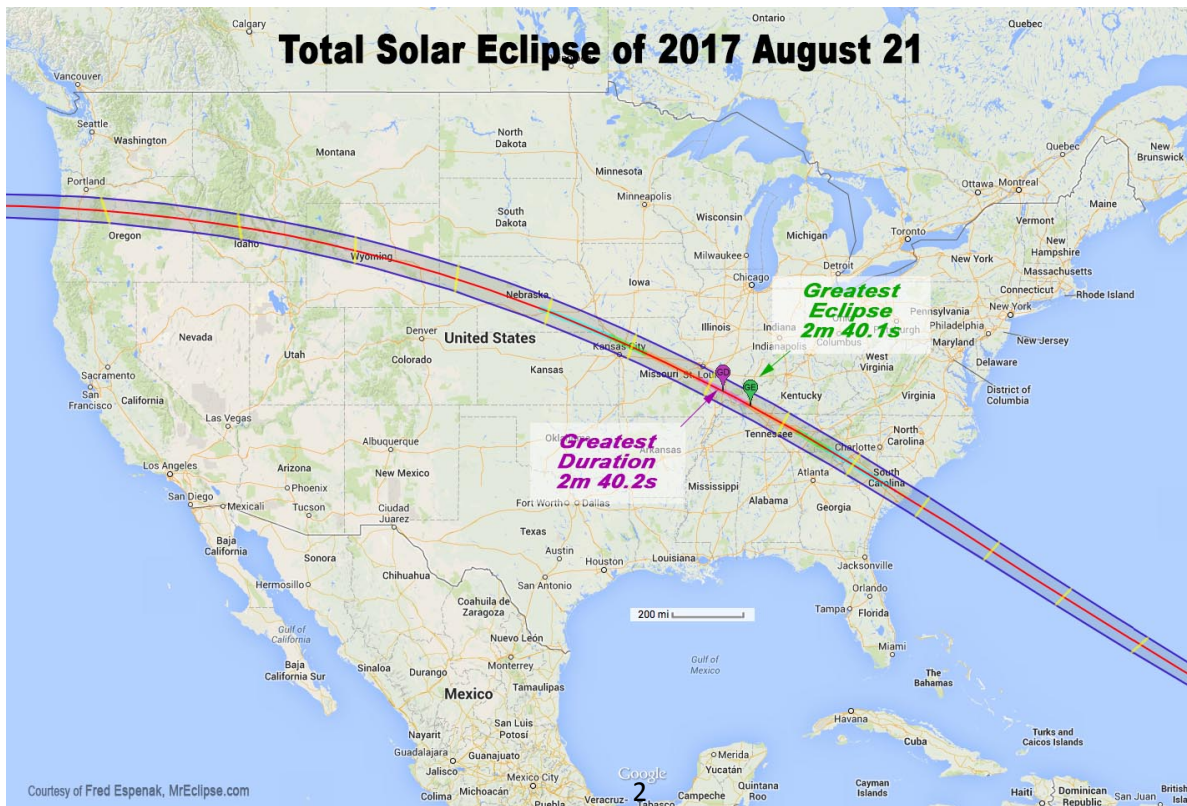 Total Solar Eclipse of 2017 August 21
Ontario
Quebec
Calgary
Vancouver
Seattle
Washington
Montana
North
Dakota
Minnesota
Quebec
New
Brunswick
Portland
Oregon
Idaho
Wyoming
South
Dakota
Minneapolis
Wisconsin
Michigan
Ottawa
Montreal
Maine
Vermont
New
Hampshire
Toronto
Milwaukee
Detroit
New York
Massachusetts
Connecticut
Rhode Island
Chicago
Iowa
Nebraska
Greatest
Eclipse
2m 40.1s
Pennsylvania
New York
Philadelphia
New Jersey
Maryland
Delaware
District of
Columbia
Nevada
Utah
Denver
Colorado
United States
Kansas City
Kansas
Missouri
Illinois
Indiana
Indianapolis
Columbus
West
Virginia
Virginia
GD
GE
Kentucky
Sacramento
San
Francisco
California
Las Vegas
Albuquerque
New Mexico
Arizona
Phoenix
Los Angeles
San Diego
Mexicali
Tucson
Ciudad
Juarez
Greatest
Duration
2m 40.2s
Arkansas
Tennessee
Charlotte
North
Carolina
South
Carolina
Atlanta
Georgia
Alabama
Mississippi
Fort Worth
Dallas
Texas
Austin
Houston
San Antonio
Louisiana
Jacksonville
Orlando
Tampa
Florida
Miami
Baja
California
Sonora
Chihuahua
Hermosillo
Gulf of
California
Baja
California Sur
Coahuila de
Zaragoza
200 mi
Gulf of
Mexico
Nuevo León
Monterrey
Sinaloa
Durango
Mexico
Tamaulipas
The
Bahamas
Havana
Cuba
Turks and
Caicos Islands
San Luis
Potosí
Nayarit
Guadalajara
Guanajuato
Jalisco
Mexico City
Colima
Michoacán
Puebla
Veracruz
Tabasco
Campeche
Merida
Yucatán
Quintana
Roo
Cayman
Islands
Dominican
Republic
San Juan
British
Google
2
Courtesy of Fred Espenak, MrEclipse.com